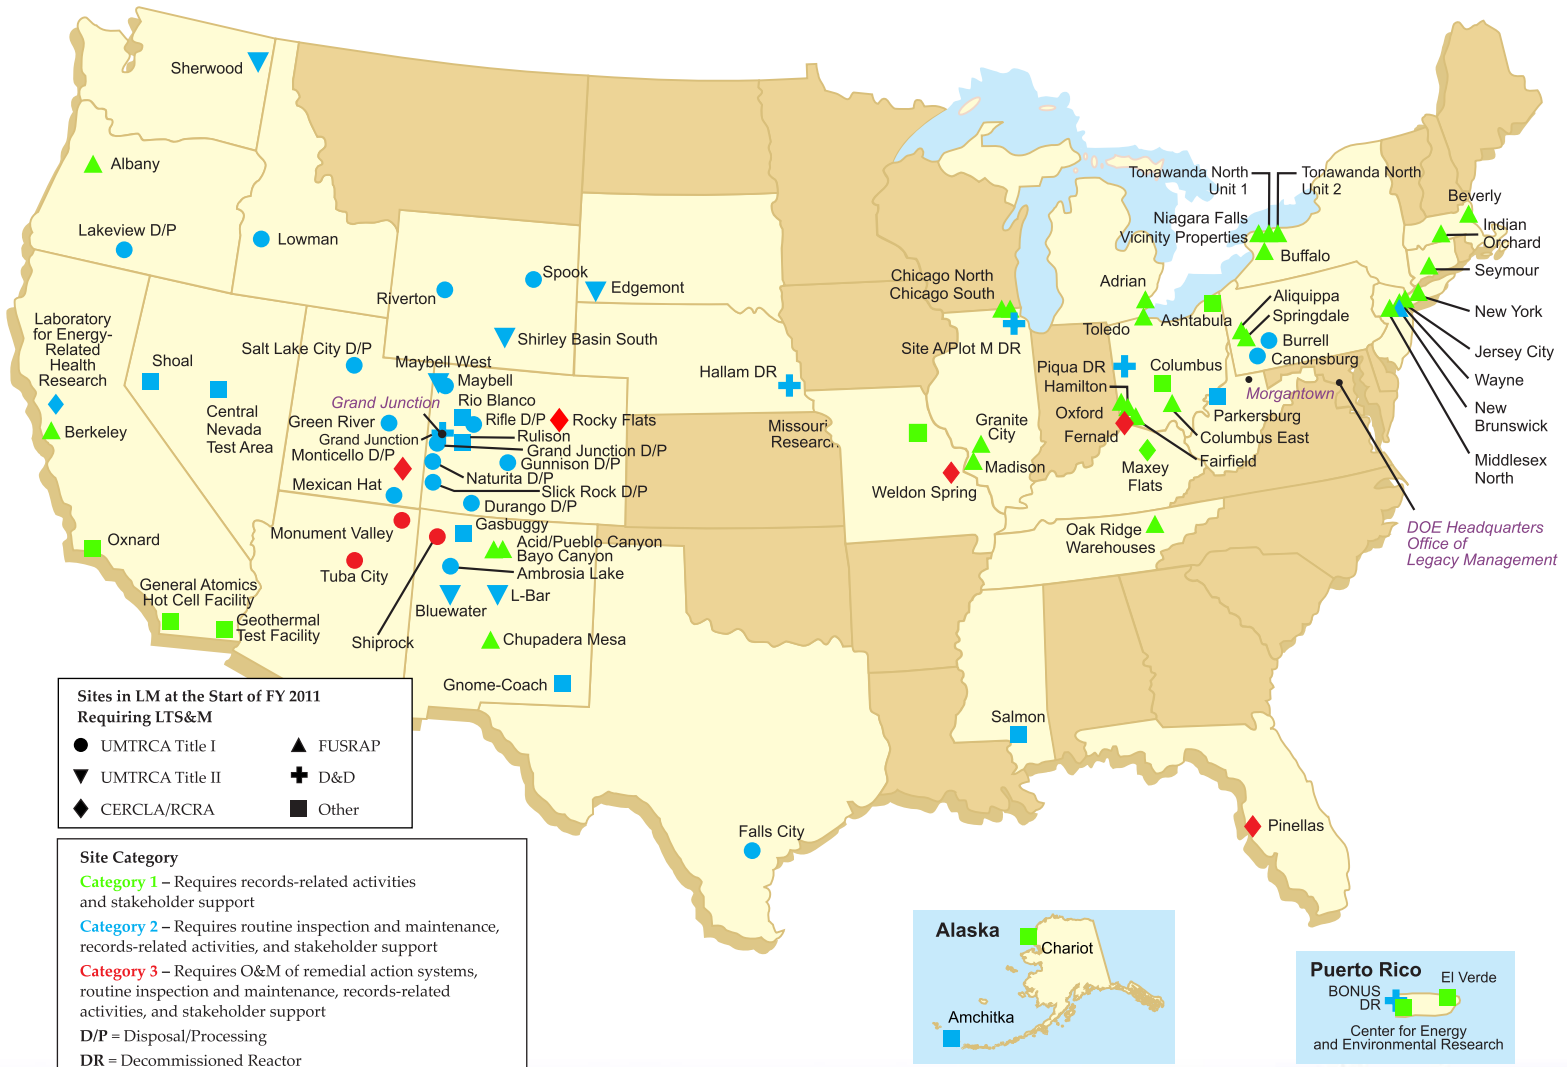 Sherwood
Albany
Lakeview D/P
Lowman
Spook
Riverton
Edgemont
Shirley Basin South
Laboratory
for Energy-
Related
Health
Research
Shoal
Salt Lake City D/P
Maybell West
Maybell
Rio Blanco
Grand Junction
Central
Nevada
Test Area
Berkeley
Green River
Rifle D/P
Rocky Flats
Grand Junction
Rulison
Monticello D/P
Grand Junction D/P
Gunnison D/P
Mexican Hat
Naturita D/P
Slick Rock D/P
Durango D/P
Oxnard
Monument Valley
Gasbuggy
Acid/Pueblo Canyon
Bayo Canyon
Tuba City
Ambrosia Lake
General Atomics
Hot Cell Facility
Bluewater
L-Bar
Geothermal
Test Facility
Shiprock
Chupadera Mesa
Gnome-Coach
Hallam DR
Missouri
Research
Chicago North
Chicago South
Site A/Plot M DR
Granite
City
Madison
Weldon Spring
Tonawanda North
Unit 1
Tonawanda North
Unit 2
Niagara Falls
Vicinity Properties
Buffalo
Beverly
Indian
Orchard
Seymour
New York
Jersey City
Wayne
New
Brunswick
Middlesex
North
Adrian
Toledo
Ashtabula
Aliquippa
Springdale
Burrell
Canonsburg
Piqua DR
Columbus
Hamilton
Morgantown
Oxford
Parkersburg
Fernald
Columbus East
Fairfield
Maxey
Flats
Oak Ridge
Warehouses
DOE Headquarters
Office of
Legacy Management
Salmon
Falls City
Pinellas
Sites in LM at the Start of FY 2011
Requiring LTS&M
UMTRCA Title I
FUSRAP
UMTRCA Title II
D&D
CERCLA/RCRA
Other
Site Category
Category 1 – Requires records-related activities
and stakeholder support
Category 2 – Requires routine inspection and maintenance,
records-related activities, and stakeholder support
Category 3 – Requires O&M of remedial action systems,
routine inspection and maintenance, records-related
activities, and stakeholder support
D/P = Disposal/Processing
DR = Decommissioned Reactor
Alaska
Chariot
Amchitka
Puerto Rico
El Verde
BONUS
DR
Center for Energy
and Environmental Research